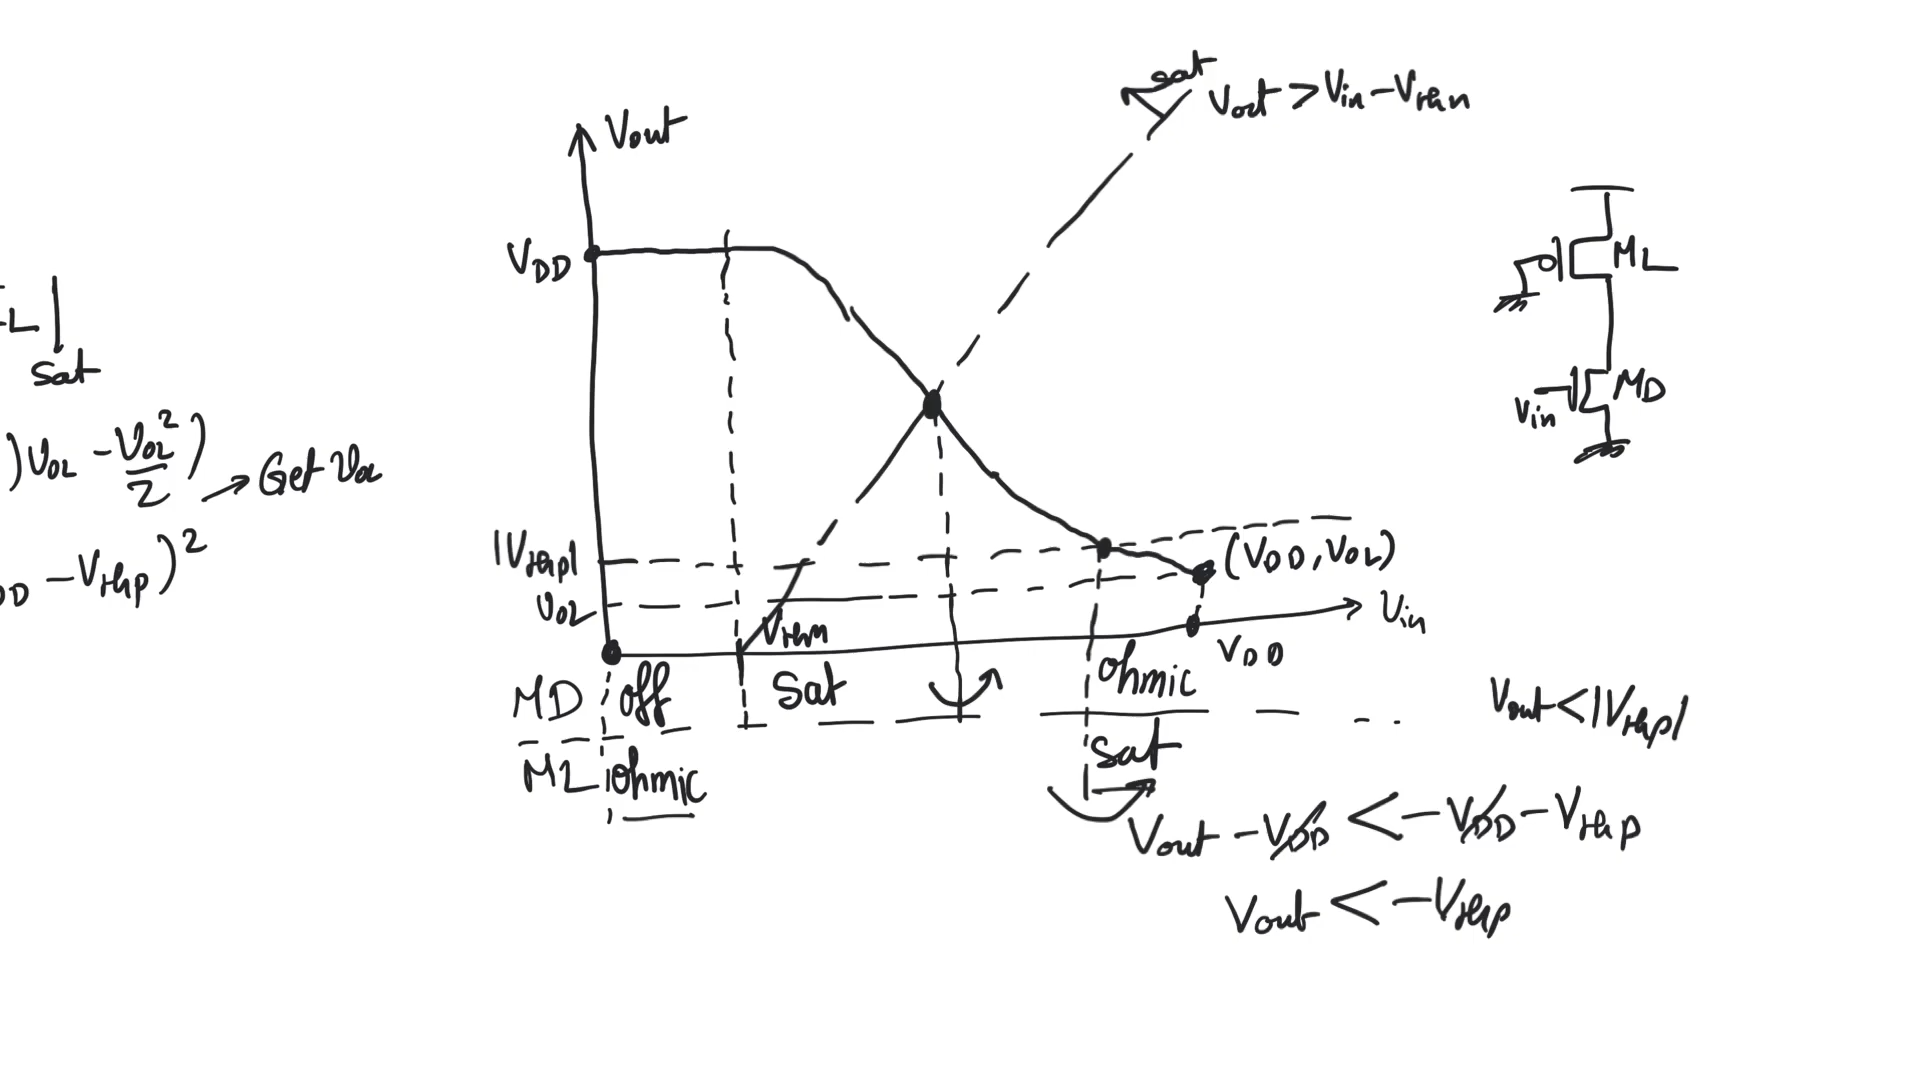 L |
sat
)VOL - VOL²/2) → Get VOL
DD - Vthp)²
Vout
VDD
|Vthp|
VOL
Vthn
sat
Vout > Vin - Vthn
ML
MD
Vin
(VDD, VOL)
Vin
VDD
MD off Sat ohmic
ML ohmic Sat
Vout < |Vthp|
Vout - VDD < - VDD - Vthp
Vout < - Vthp